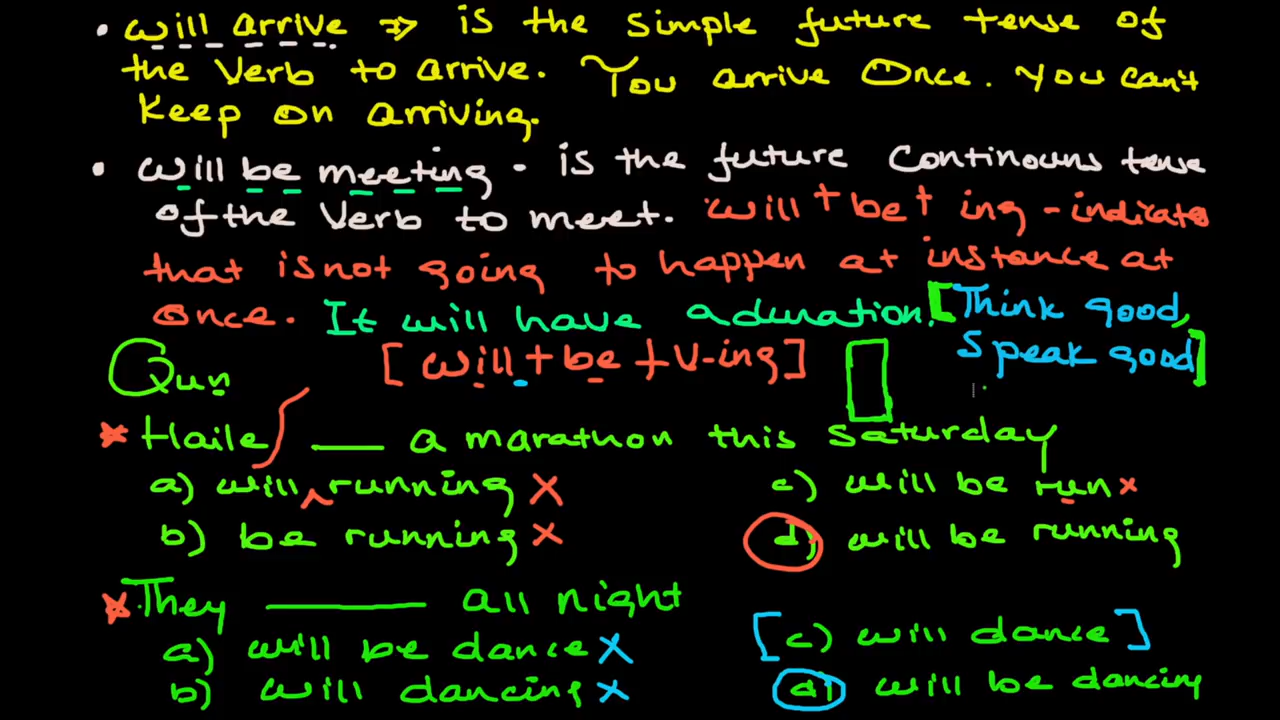 • will arrive ⇒ is the simple future tense of
the Verb to arrive. You arrive Once. You can't
Keep on arriving.
• will be meeting - is the future Continouns tense
of the Verb to meet. will + be + ing - indicates
that is not going to happen at instance at
once. It will have a duration. [Think good,
Speak good]
Qun [will + be + V-ing]
* Haile ___ a marathon this Saturday
a) will running X c) will be run x
b) be running X d) will be running
* They ______ all night
a) will be dance X [c) will dance]
b) will dancing X d) will be dancing